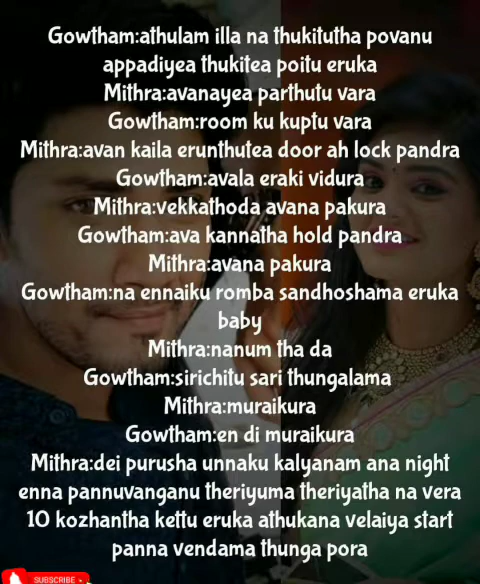 Gowtham:athulam illa na thukitutha povanu
appadiyea thukitea poitu eruka
Mithra:avanayea parthutu vara
Gowtham:room ku kuptu vara
Mithra:avan kaila erunthutea door ah lock pandra
Gowtham:avala eraki vidura
Mithra:vekkathoda avana pakura
Gowtham:ava kannatha hold pandra
Mithra:avana pakura
Gowtham:na ennaiku romba sandhoshama eruka
baby
Mithra:nanum tha da
Gowtham:sirichitu sari thungalama
Mithra:muraikura
Gowtham:en di muraikura
Mithra:dei purusha unnaku kalyanam ana night
enna pannuvanganu theriyuma theriyatha na vera
10 kozhantha kettu eruka athukana velaiya start
panna vendama thunga pora
SUBSCRIBE